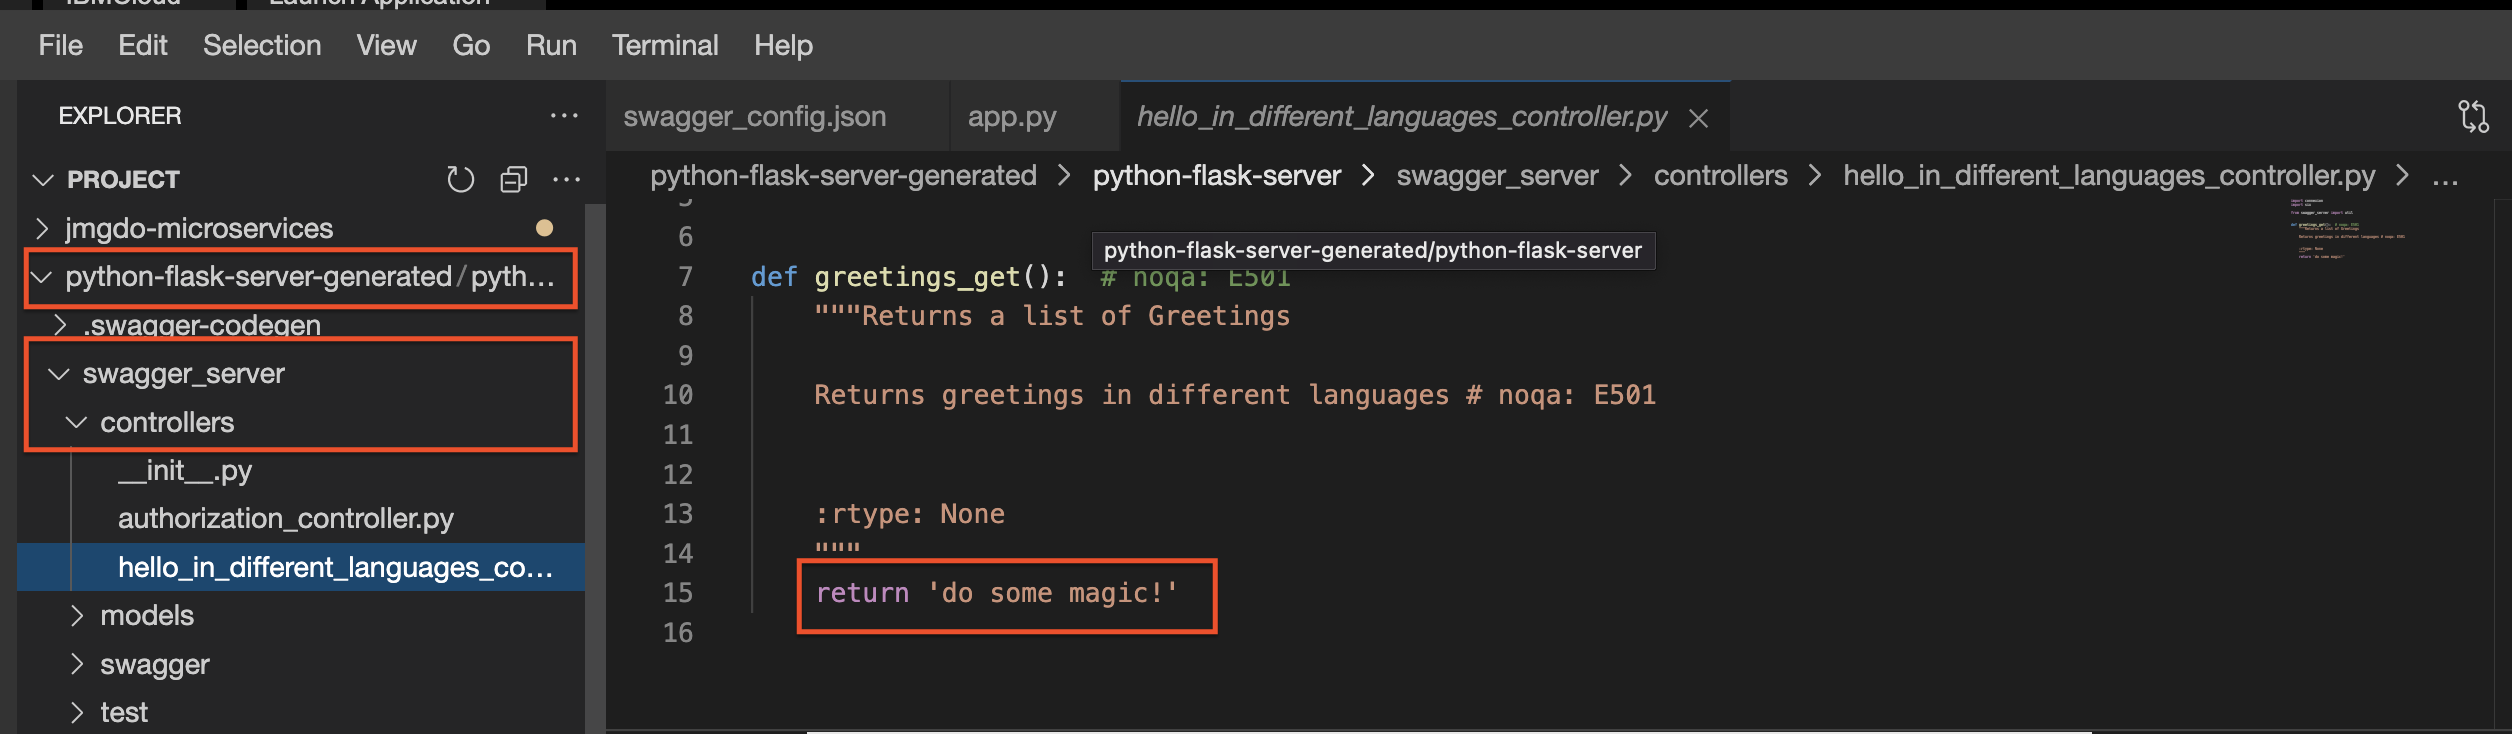 IBMCloud
Launch Application
File Edit Selection View Go Run Terminal Help
EXPLORER
PROJECT
jmgdo-microservices
python-flask-server-generated/pyth...
.swagger-codegen
swagger_server
controllers
__init__.py
authorization_controller.py
hello_in_different_languages_co...
models
swagger
test
swagger_config.json
app.py
hello_in_different_languages_controller.py
python-flask-server-generated > python-flask-server > swagger_server > controllers > hello_in_different_languages_controller.py > ...
python-flask-server-generated/python-flask-server
5
6
7 def greetings_get():  # noqa: E501
8 """Returns a list of Greetings
9
10 Returns greetings in different languages # noqa: E501
11
12
13 :rtype: None
14 """
15 return 'do some magic!'
16